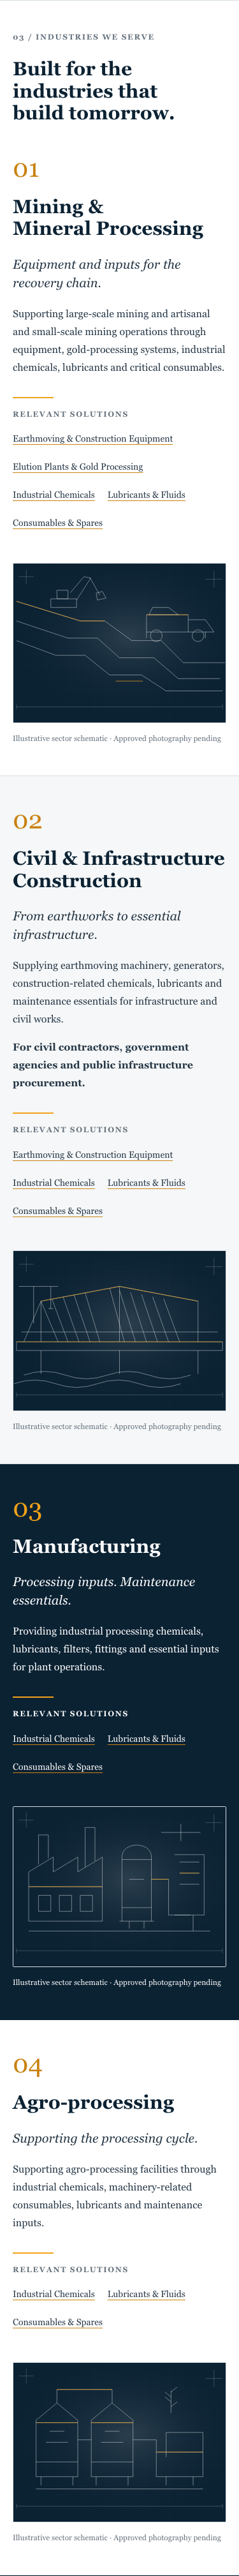 03 / INDUSTRIES WE SERVE
Built for the
industries that
build tomorrow.
01
Mining &
Mineral Processing
Equipment and inputs for the
recovery chain.
Supporting large-scale mining and artisanal
and small-scale mining operations through
equipment, gold-processing systems, industrial
chemicals, lubricants and critical consumables.
RELEVANT SOLUTIONS
Earthmoving & Construction Equipment
Elution Plants & Gold Processing
Industrial Chemicals Lubricants & Fluids
Consumables & Spares
Illustrative sector schematic · Approved photography pending
02
Civil & Infrastructure
Construction
From earthworks to essential
infrastructure.
Supplying earthmoving machinery, generators,
construction-related chemicals, lubricants and
maintenance essentials for infrastructure and
civil works.
For civil contractors, government
agencies and public infrastructure
procurement.
RELEVANT SOLUTIONS
Earthmoving & Construction Equipment
Industrial Chemicals Lubricants & Fluids
Consumables & Spares
Illustrative sector schematic · Approved photography pending
03
Manufacturing
Processing inputs. Maintenance
essentials.
Providing industrial processing chemicals,
lubricants, filters, fittings and essential inputs
for plant operations.
RELEVANT SOLUTIONS
Industrial Chemicals Lubricants & Fluids
Consumables & Spares
Illustrative sector schematic · Approved photography pending
04
Agro-processing
Supporting the processing cycle.
Supporting agro-processing facilities through
industrial chemicals, machinery-related
consumables, lubricants and maintenance
inputs.
RELEVANT SOLUTIONS
Industrial Chemicals Lubricants & Fluids
Consumables & Spares
Illustrative sector schematic · Approved photography pending